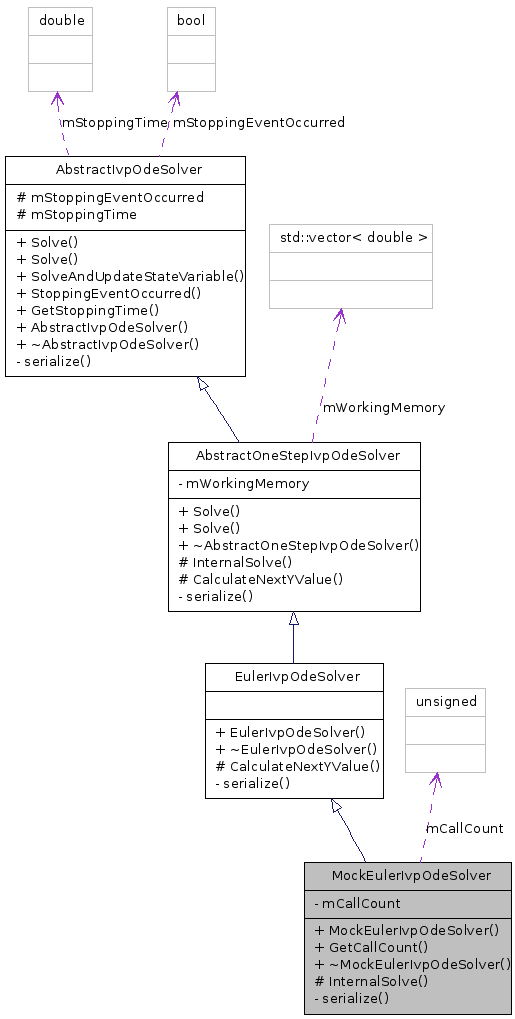 double
bool
mStoppingTime
mStoppingEventOccurred
AbstractIvpOdeSolver
# mStoppingEventOccurred
# mStoppingTime
+ Solve()
+ Solve()
+ SolveAndUpdateStateVariable()
+ StoppingEventOccurred()
+ GetStoppingTime()
+ AbstractIvpOdeSolver()
+ ~AbstractIvpOdeSolver()
- serialize()
std::vector< double >
mWorkingMemory
AbstractOneStepIvpOdeSolver
- mWorkingMemory
+ Solve()
+ Solve()
+ ~AbstractOneStepIvpOdeSolver()
# InternalSolve()
# CalculateNextYValue()
- serialize()
EulerIvpOdeSolver
+ EulerIvpOdeSolver()
+ ~EulerIvpOdeSolver()
# CalculateNextYValue()
- serialize()
unsigned
mCallCount
MockEulerIvpOdeSolver
- mCallCount
+ MockEulerIvpOdeSolver()
+ GetCallCount()
+ ~MockEulerIvpOdeSolver()
# InternalSolve()
- serialize()